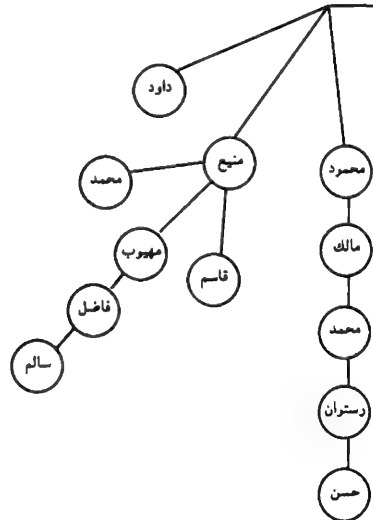 داود
منيع
محمود
محمد
مهيوب
قاسم
مالك
فاضل
محمد
سالم
رستران
حسن